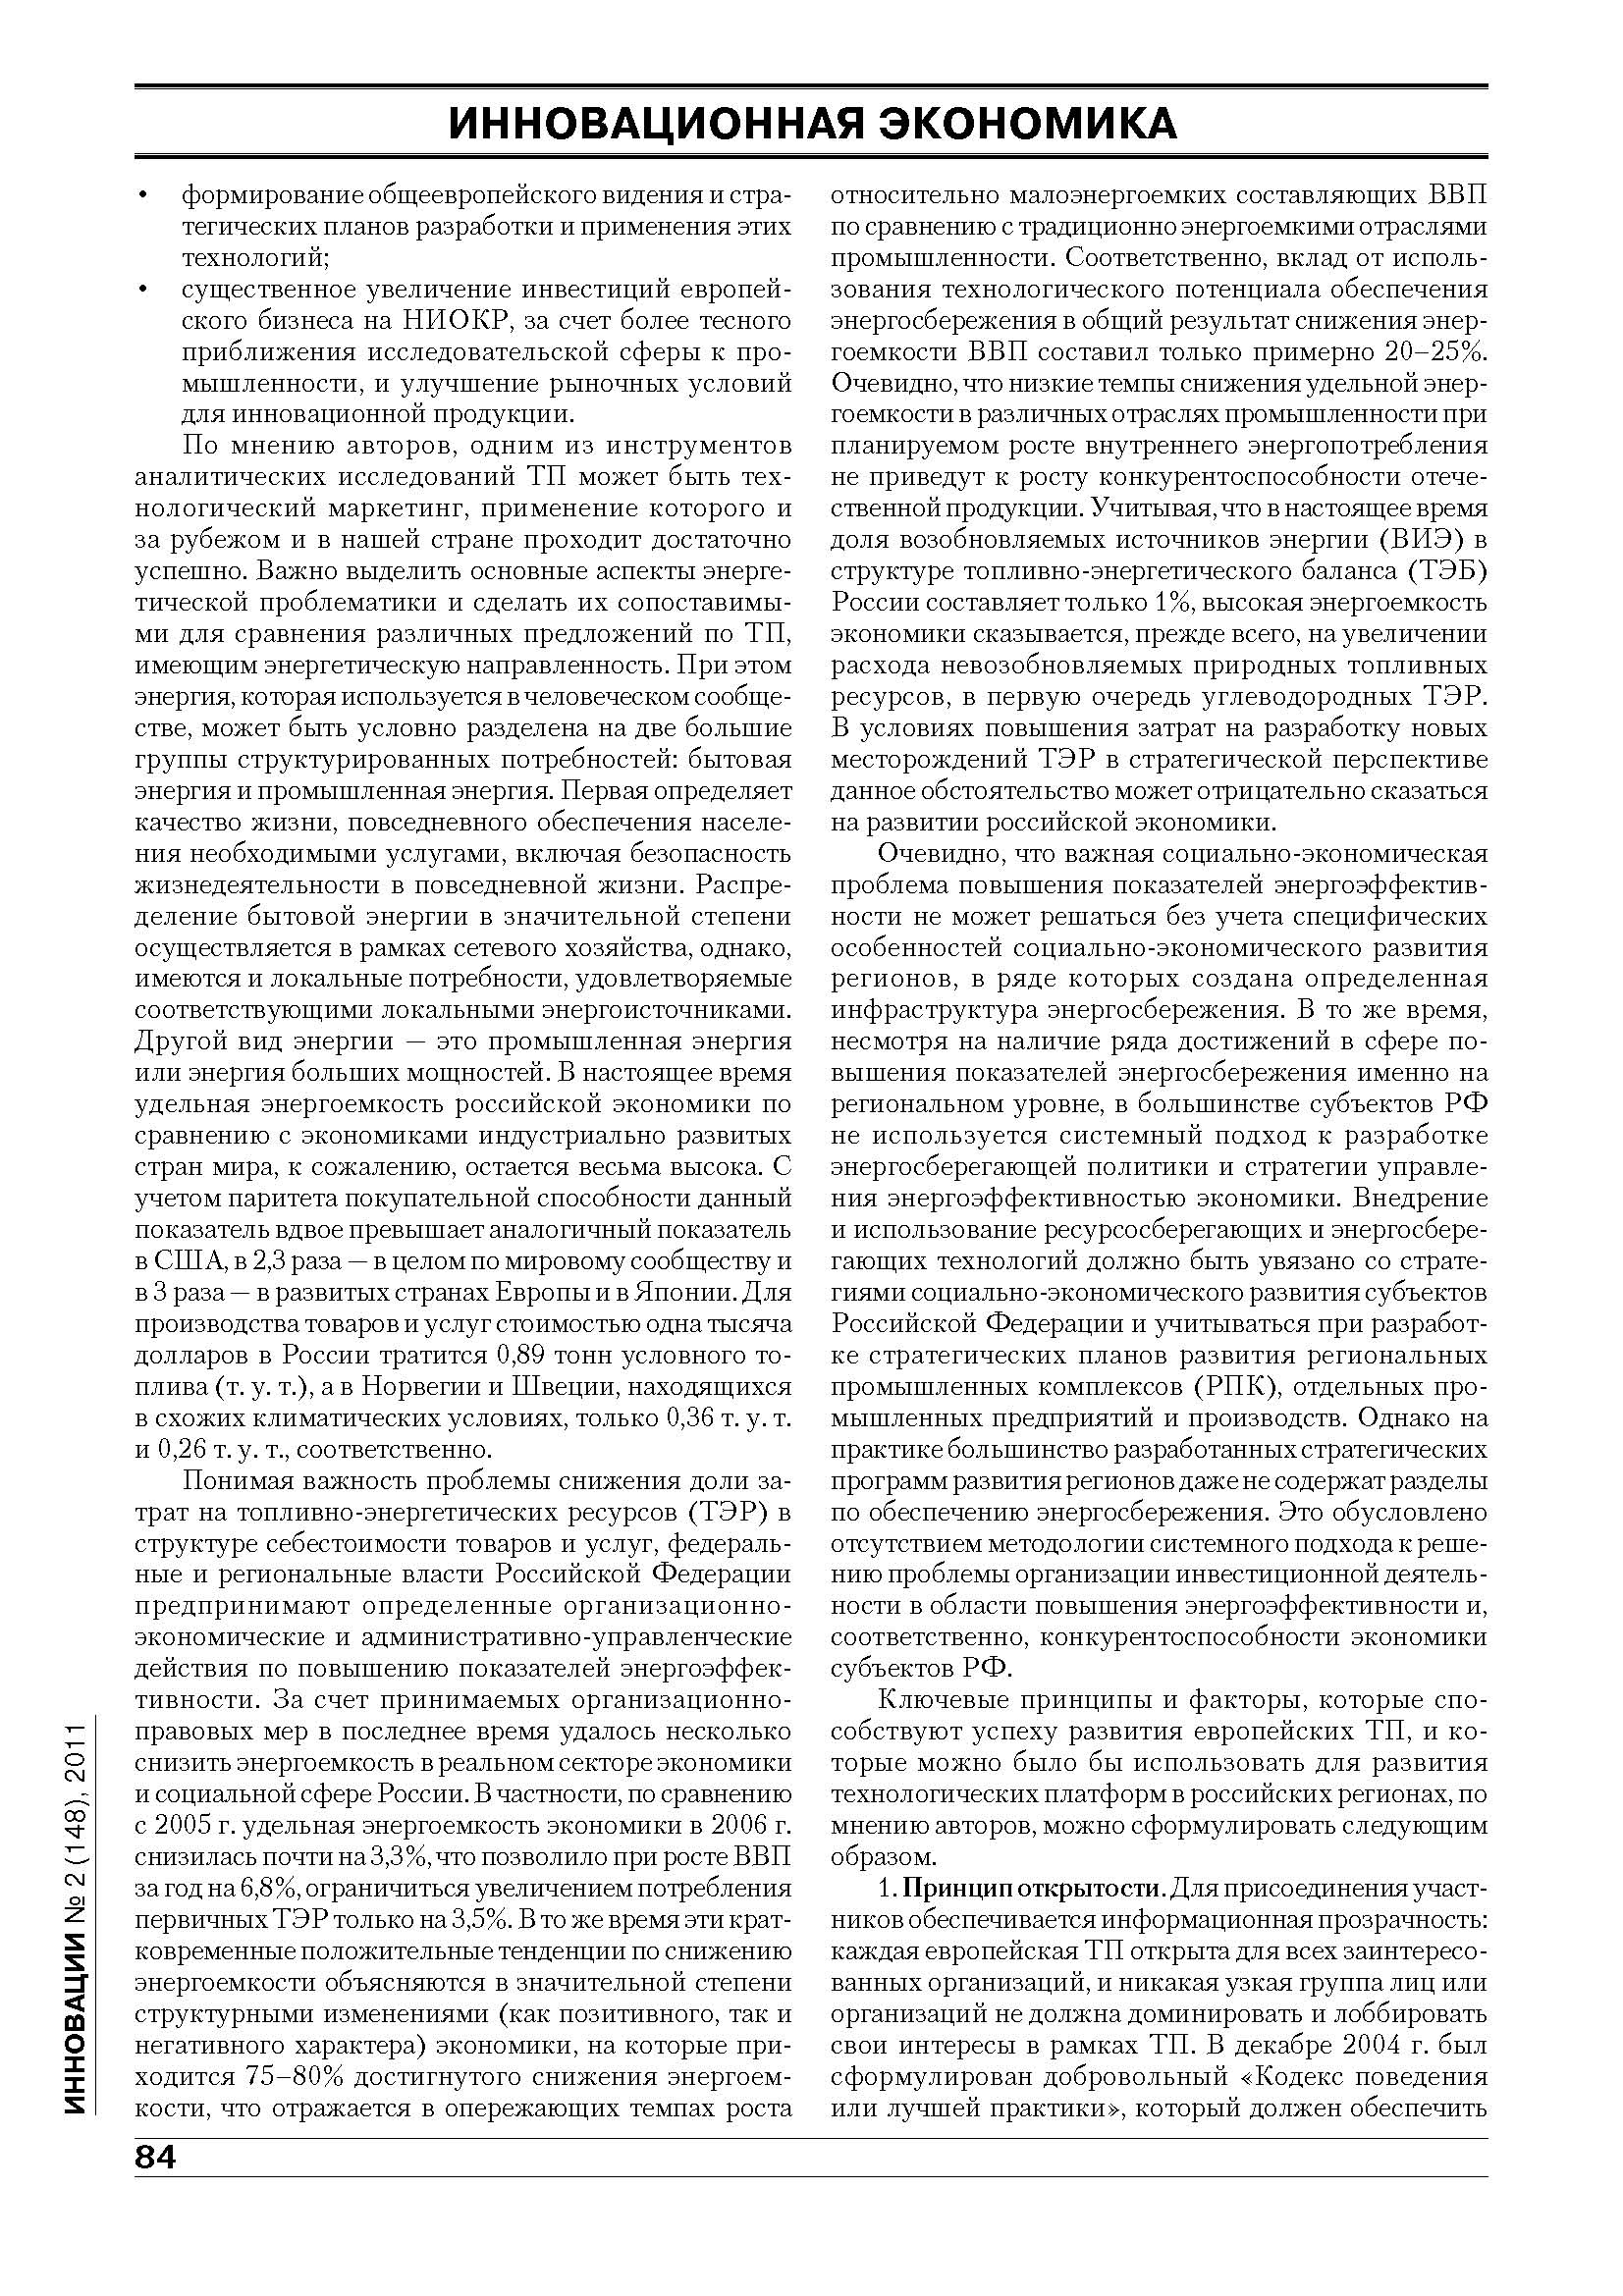 ИННОВАЦИОННАЯ ЭКОНОМИКА
• формирование общеевропейского видения и стра-
тегических планов разработки и применения этих
технологий;
• существенное увеличение инвестиций европей-
ского бизнеса на НИОКР, за счет более тесного
приближения исследовательской сферы к про-
мышленности, и улучшение рыночных условий
для инновационной продукции.
По мнению авторов, одним из инструментов
аналитических исследований ТП может быть тех-
нологический маркетинг, применение которого и
за рубежом и в нашей стране проходит достаточно
успешно. Важно выделить основные аспекты энерге-
тической проблематики и сделать их сопоставимы-
ми для сравнения различных предложений по ТП,
имеющим энергетическую направленность. При этом
энергия, которая используется в человеческом сообще-
стве, может быть условно разделена на две большие
группы структурированных потребностей: бытовая
энергия и промышленная энергия. Первая определяет
качество жизни, повседневного обеспечения населе-
ния необходимыми услугами, включая безопасность
жизнедеятельности в повседневной жизни. Распре-
деление бытовой энергии в значительной степени
осуществляется в рамках сетевого хозяйства, однако,
имеются и локальные потребности, удовлетворяемые
соответствующими локальными энергоисточниками.
Другой вид энергии — это промышленная энергия
или энергия больших мощностей. В настоящее время
удельная энергоемкость российской экономики по
сравнению с экономиками индустриально развитых
стран мира, к сожалению, остается весьма высока. С
учетом паритета покупательной способности данный
показатель вдвое превышает аналогичный показатель
в США, в 2,3 раза — в целом по мировому сообществу и
в 3 раза — в развитых странах Европы и в Японии. Для
производства товаров и услуг стоимостью одна тысяча
долларов в России тратится 0,89 тонн условного то-
плива (т. у. т.), а в Норвегии и Швеции, находящихся
в схожих климатических условиях, только 0,36 т. у. т.
и 0,26 т. у. т., соответственно.
Понимая важность проблемы снижения доли за-
трат на топливно-энергетических ресурсов (ТЭР) в
структуре себестоимости товаров и услуг, федераль-
ные и региональные власти Российской Федерации
предпринимают определенные организационно-
экономические и административно-управленческие
действия по повышению показателей энергоэффек-
тивности. За счет принимаемых организационно-
правовых мер в последнее время удалось несколько
снизить энергоемкость в реальном секторе экономики
и социальной сфере России. В частности, по сравнению
с 2005 г. удельная энергоемкость экономики в 2006 г.
снизилась почти на 3,3%, что позволило при росте ВВП
за год на 6,8%, ограничиться увеличением потребления
первичных ТЭР только на 3,5%. В то же время эти крат-
ковременные положительные тенденции по снижению
энергоемкости объясняются в значительной степени
структурными изменениями (как позитивного, так и
негативного характера) экономики, на которые при-
ходится 75–80% достигнутого снижения энергоем-
кости, что отражается в опережающих темпах роста
относительно малоэнергоемких составляющих ВВП
по сравнению с традиционно энергоемкими отраслями
промышленности. Соответственно, вклад от исполь-
зования технологического потенциала обеспечения
энергосбережения в общий результат снижения энер-
гоемкости ВВП составил только примерно 20–25%.
Очевидно, что низкие темпы снижения удельной энер-
гоемкости в различных отраслях промышленности при
планируемом росте внутреннего энергопотребления
не приведут к росту конкурентоспособности отече-
ственной продукции. Учитывая, что в настоящее время
доля возобновляемых источников энергии (ВИЭ) в
структуре топливно-энергетического баланса (ТЭБ)
России составляет только 1%, высокая энергоемкость
экономики сказывается, прежде всего, на увеличении
расхода невозобновляемых природных топливных
ресурсов, в первую очередь углеводородных ТЭР.
В условиях повышения затрат на разработку новых
месторождений ТЭР в стратегической перспективе
данное обстоятельство может отрицательно сказаться
на развитии российской экономики.
Очевидно, что важная социально-экономическая
проблема повышения показателей энергоэффектив-
ности не может решаться без учета специфических
особенностей социально-экономического развития
регионов, в ряде которых создана определенная
инфраструктура энергосбережения. В то же время,
несмотря на наличие ряда достижений в сфере по-
вышения показателей энергосбережения именно на
региональном уровне, в большинстве субъектов РФ
не используется системный подход к разработке
энергосберегающей политики и стратегии управле-
ния энергоэффективностью экономики. Внедрение
и использование ресурсосберегающих и энергосбере-
гающих технологий должно быть увязано со страте-
гиями социально-экономического развития субъектов
Российской Федерации и учитываться при разработ-
ке стратегических планов развития региональных
промышленных комплексов (РПК), отдельных про-
мышленных предприятий и производств. Однако на
практике большинство разработанных стратегических
программ развития регионов даже не содержат разделы
по обеспечению энергосбережения. Это обусловлено
отсутствием методологии системного подхода к реше-
нию проблемы организации инвестиционной деятель-
ности в области повышения энергоэффективности и,
соответственно, конкурентоспособности экономики
субъектов РФ.
Ключевые принципы и факторы, которые спо-
собствуют успеху развития европейских ТП, и ко-
торые можно было бы использовать для развития
технологических платформ в российских регионах, по
мнению авторов, можно сформулировать следующим
образом.
1. Принцип открытости. Для присоединения участ-
ников обеспечивается информационная прозрачность:
каждая европейская ТП открыта для всех заинтересо-
ванных организаций, и никакая узкая группа лиц или
организаций не должна доминировать и лоббировать
свои интересы в рамках ТП. В декабре 2004 г. был
сформулирован добровольный «Кодекс поведения
или лучшей практики», который должен обеспечить
ИННОВАЦИИ № 2 (148), 2011
84